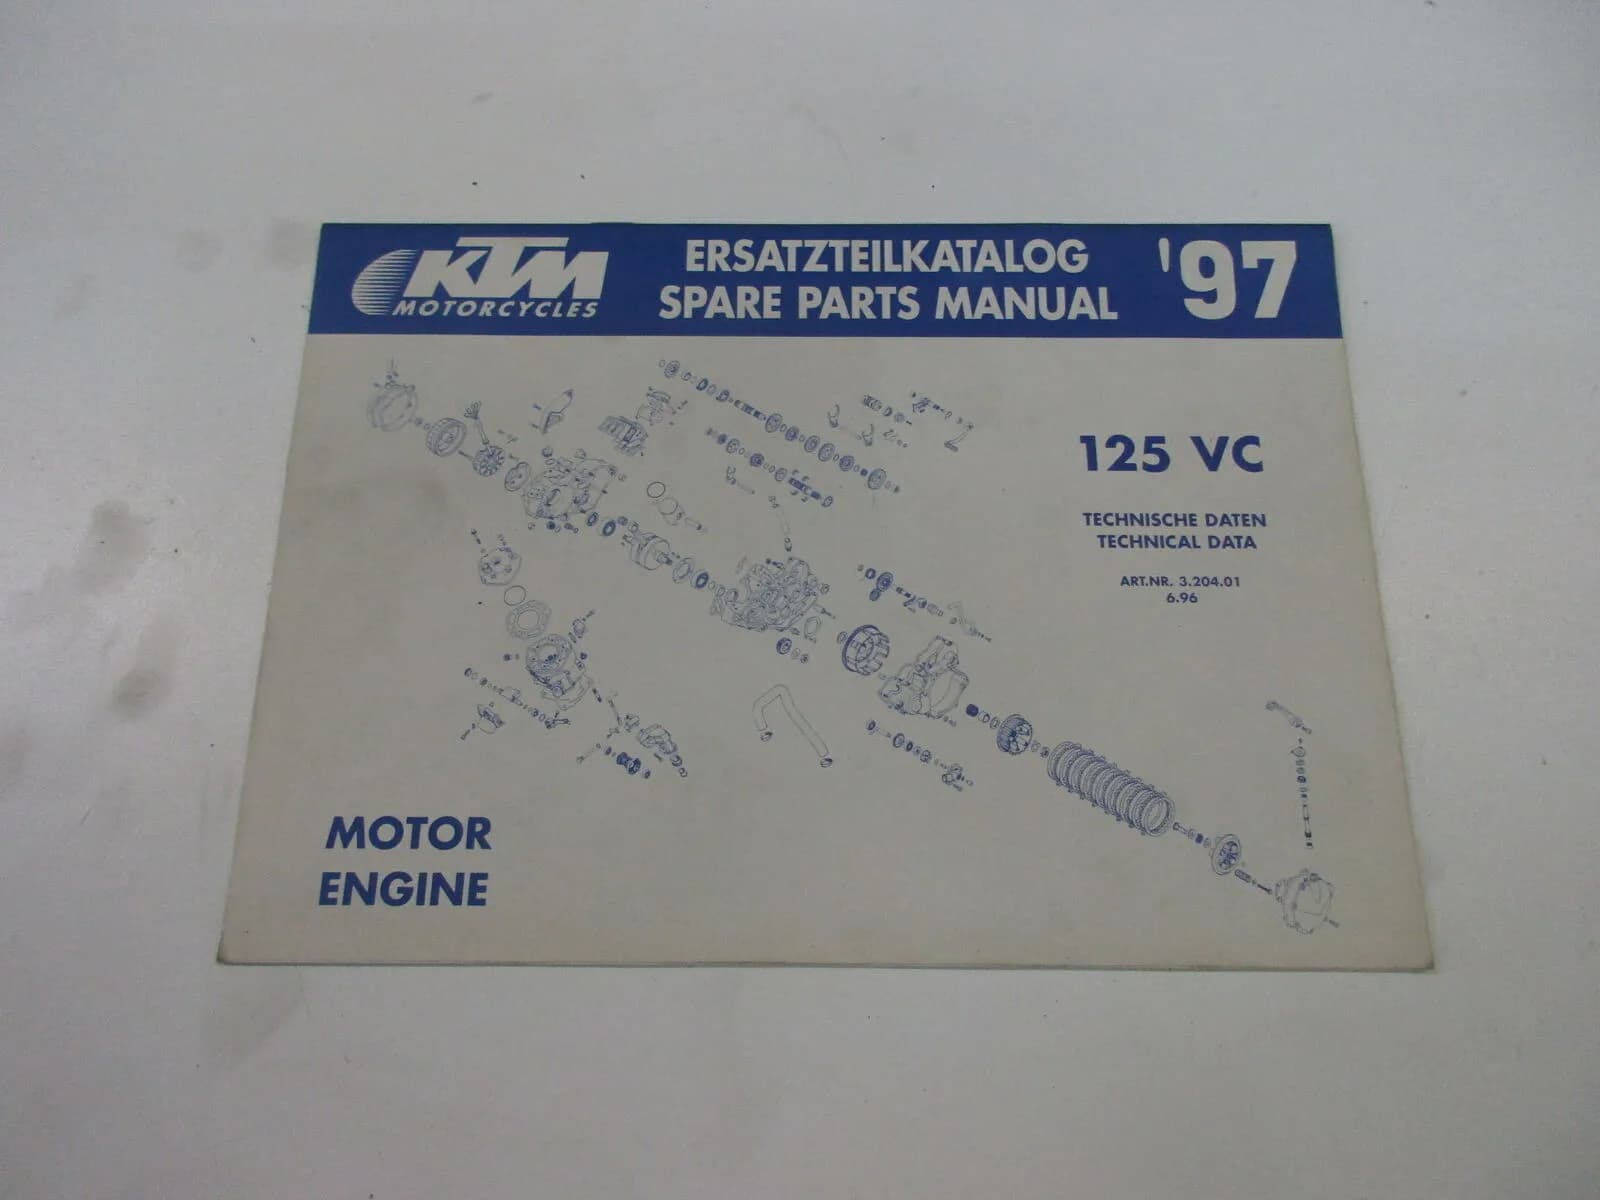 KTM
MOTORCYCLES
ERSATZTEILKATALOG
SPARE PARTS MANUAL
'97
125 VC
TECHNISCHE DATEN
TECHNICAL DATA
ART.NR. 3.204.01
6.96
MOTOR
ENGINE